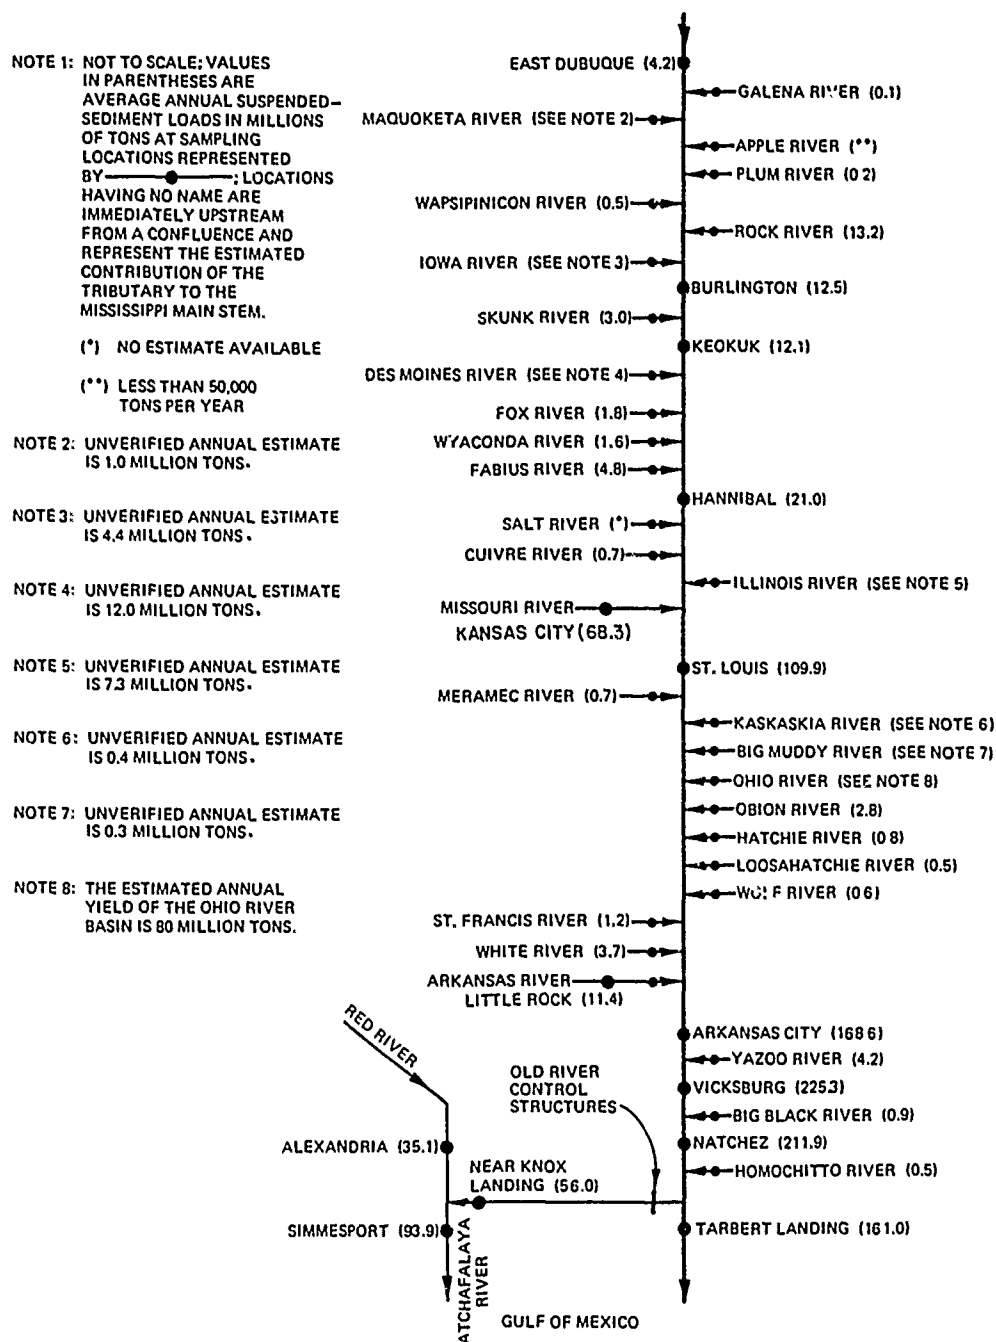 NOTE 1: NOT TO SCALE; VALUES
IN PARENTHESES ARE
AVERAGE ANNUAL SUSPENDED–
SEDIMENT LOADS IN MILLIONS
OF TONS AT SAMPLING
LOCATIONS REPRESENTED
BY ; LOCATIONS
HAVING NO NAME ARE
IMMEDIATELY UPSTREAM
FROM A CONFLUENCE AND
REPRESENT THE ESTIMATED
CONTRIBUTION OF THE
TRIBUTARY TO THE
MISSISSIPPI MAIN STEM.
(*) NO ESTIMATE AVAILABLE
(**) LESS THAN 50,000
TONS PER YEAR
NOTE 2: UNVERIFIED ANNUAL ESTIMATE
IS 1.0 MILLION TONS.
NOTE 3: UNVERIFIED ANNUAL ESTIMATE
IS 4.4 MILLION TONS.
NOTE 4: UNVERIFIED ANNUAL ESTIMATE
IS 12.0 MILLION TONS.
NOTE 5: UNVERIFIED ANNUAL ESTIMATE
IS 7.3 MILLION TONS.
NOTE 6: UNVERIFIED ANNUAL ESTIMATE
IS 0.4 MILLION TONS.
NOTE 7: UNVERIFIED ANNUAL ESTIMATE
IS 0.3 MILLION TONS.
NOTE 8: THE ESTIMATED ANNUAL
YIELD OF THE OHIO RIVER
BASIN IS 80 MILLION TONS.
EAST DUBUQUE (4.2)
GALENA RIVER (0.1)
MAQUOKETA RIVER (SEE NOTE 2)
APPLE RIVER (**)
PLUM RIVER (0 2)
WAPSIPINICON RIVER (0.5)
ROCK RIVER (13.2)
IOWA RIVER (SEE NOTE 3)
BURLINGTON (12.5)
SKUNK RIVER (3.0)
KEOKUK (12.1)
DES MOINES RIVER (SEE NOTE 4)
FOX RIVER (1.8)
WYACONDA RIVER (1.6)
FABIUS RIVER (4.8)
HANNIBAL (21.0)
SALT RIVER (*)
CUIVRE RIVER (0.7)
ILLINOIS RIVER (SEE NOTE 5)
MISSOURI RIVER
KANSAS CITY (68.3)
ST. LOUIS (109.9)
MERAMEC RIVER (0.7)
KASKASKIA RIVER (SEE NOTE 6)
BIG MUDDY RIVER (SEE NOTE 7)
OHIO RIVER (SEE NOTE 8)
OBION RIVER (2.8)
HATCHIE RIVER (0 8)
LOOSAHATCHIE RIVER (0.5)
WOLF RIVER (0 6)
ST. FRANCIS RIVER (1.2)
WHITE RIVER (3.7)
ARKANSAS RIVER
LITTLE ROCK (11.4)
ARKANSAS CITY (168 6)
YAZOO RIVER (4.2)
VICKSBURG (225.3)
BIG BLACK RIVER (0.9)
NATCHEZ (211.9)
HOMOCHITTO RIVER (0.5)
TARBERT LANDING (161.0)
RED RIVER
OLD RIVER
CONTROL
STRUCTURES
ALEXANDRIA (35.1)
NEAR KNOX
LANDING (56.0)
SIMMESPORT (93.9)
ATCHAFALAYA
RIVER
GULF OF MEXICO